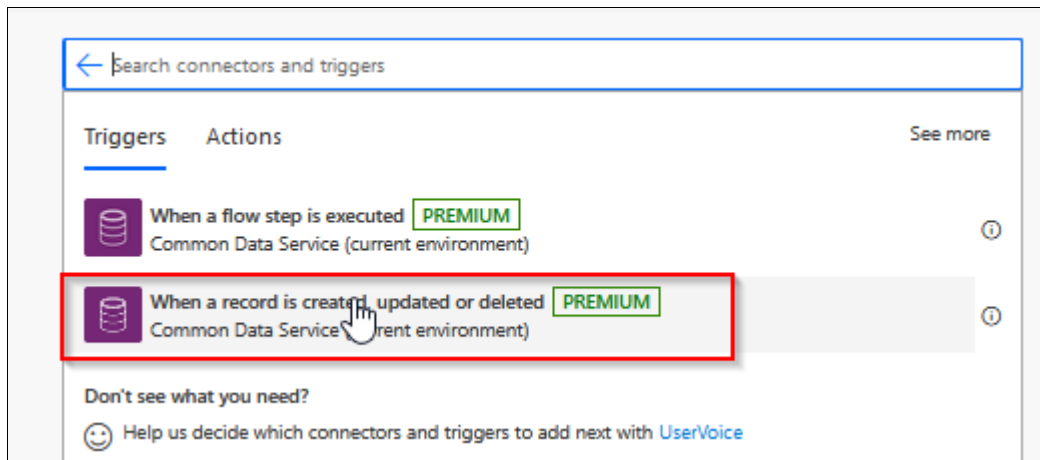 Search connectors and triggers
Triggers Actions See more
When a flow step is executed PREMIUM
Common Data Service (current environment)
When a record is created, updated or deleted PREMIUM
Common Data Service rrent environment)
Don't see what you need?
Help us decide which connectors and triggers to add next with UserVoice